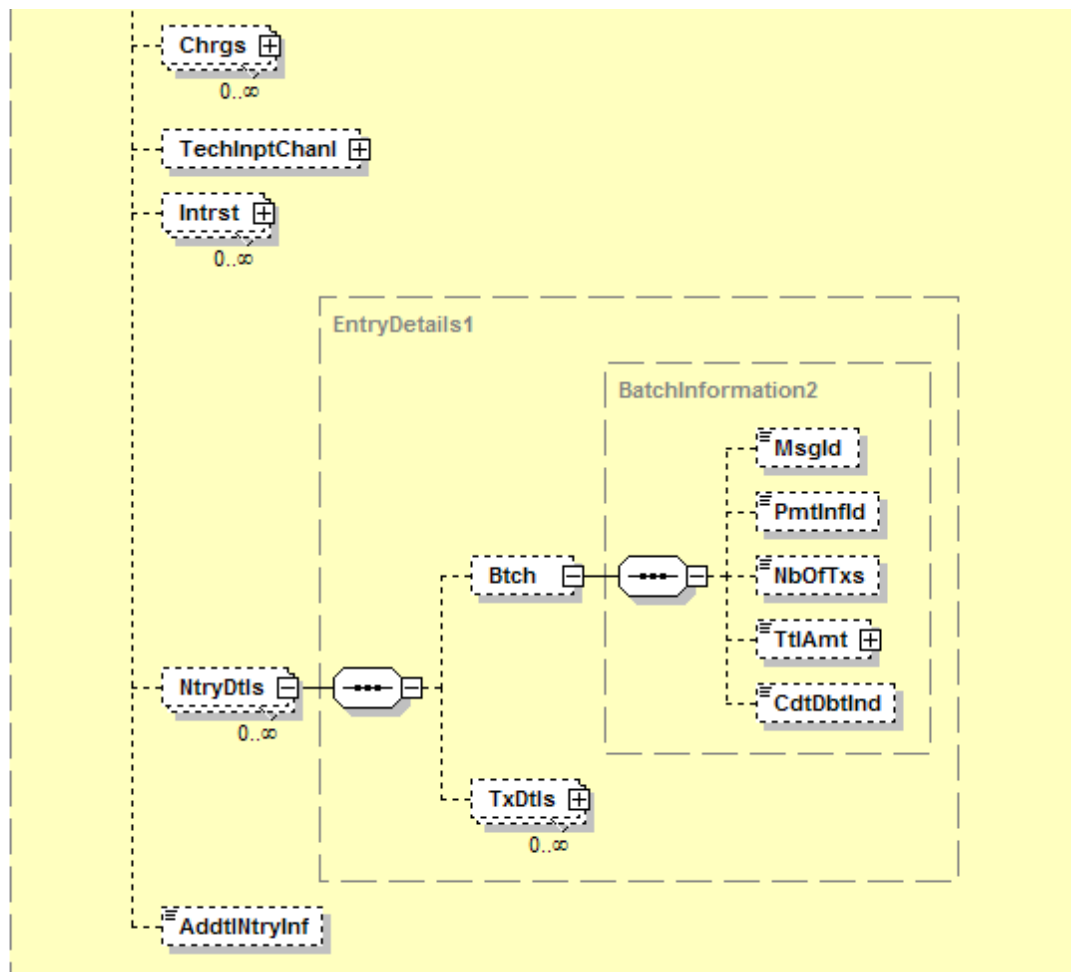 Chrgs
0..∞
TechInptChanl
Intrst
0..∞
EntryDetails1
BatchInformation2
MsgId
PmtInfId
NbOfTxs
Btch
TtlAmt
CdtDbtInd
NtryDtls
0..∞
TxDtls
0..∞
AddtlNtryInf